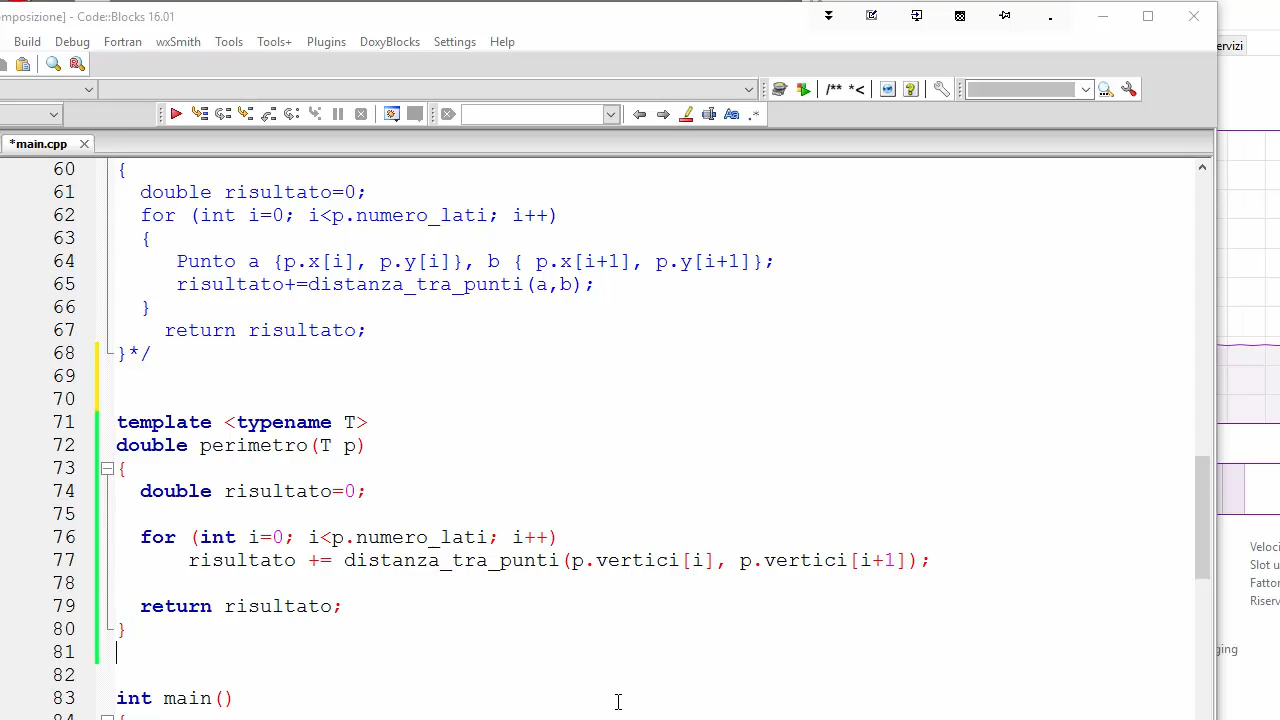 mposizione] - Code::Blocks 16.01
Build Debug Fortran wxSmith Tools Tools+ Plugins DoxyBlocks Settings Help
ervizi
/** *<
Aa .*
*main.cpp
60 {
61 double risultato=0;
62 for (int i=0; i<p.numero_lati; i++)
63 {
64 Punto a {p.x[i], p.y[i]}, b { p.x[i+1], p.y[i+1]};
65 risultato+=distanza_tra_punti(a,b);
66 }
67 return risultato;
68 }*/
69
70
71 template <typename T>
72 double perimetro(T p)
73 {
74 double risultato=0;
75
76 for (int i=0; i<p.numero_lati; i++)
77 risultato += distanza_tra_punti(p.vertici[i], p.vertici[i+1]);
78
79 return risultato;
80 }
81
82
83 int main()
84 {
Veloci
Slot u
Fattor
Riserv
ging